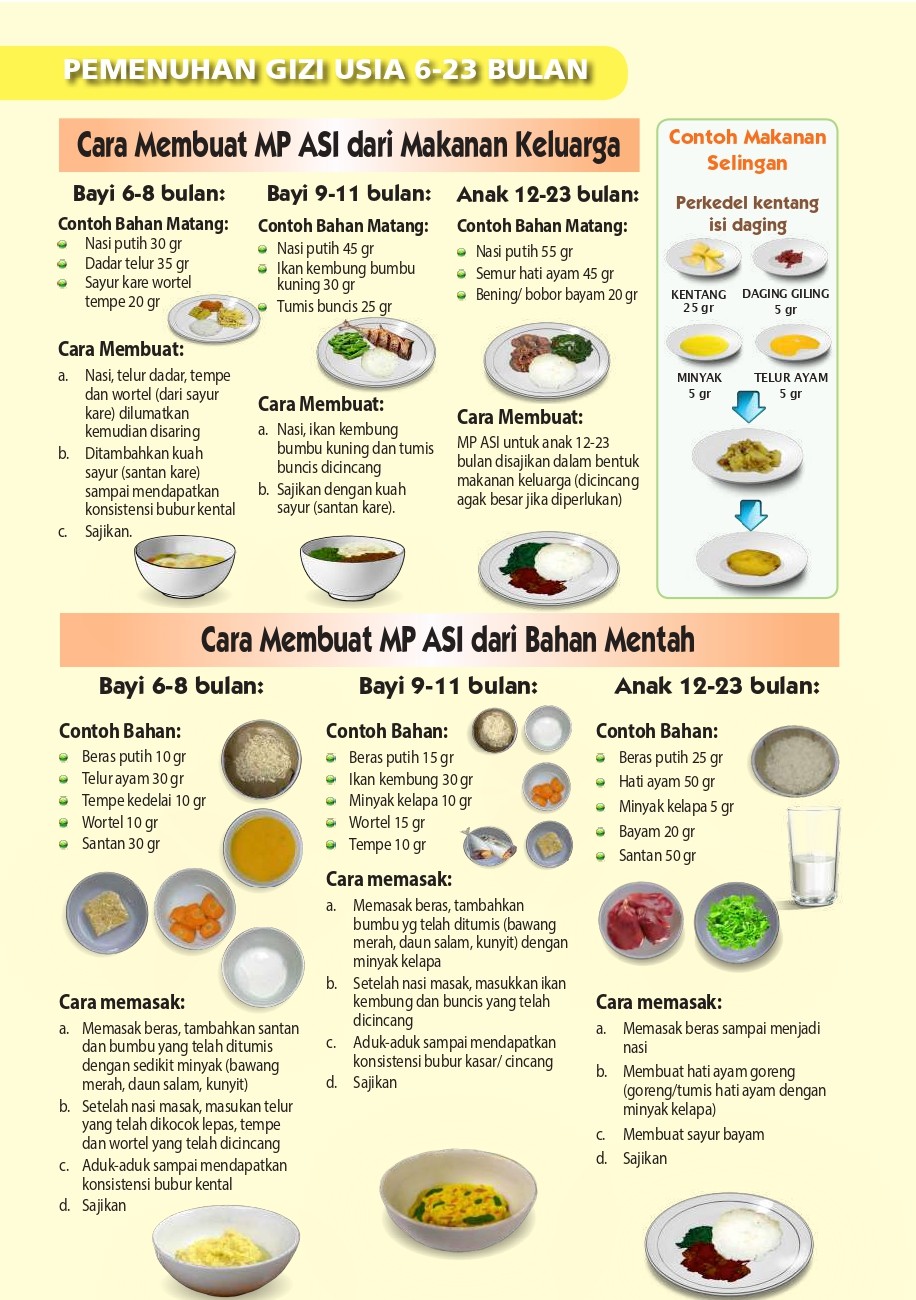 PEMENUHAN GIZI USIA 6-23 BULAN
Cara Membuat MP ASI dari Makanan Keluarga
Bayi 6-8 bulan:
Contoh Bahan Matang:
Nasi putih 30 gr
Dadar telur 35 gr
Sayur kare wortel
tempe 20 gr
Cara Membuat:
a. Nasi, telur dadar, tempe
dan wortel (dari sayur
kare) dilumatkan
kemudian disaring
b. Ditambahkan kuah
sayur (santan kare)
sampai mendapatkan
konsistensi bubur kental
c. Sajikan.
Bayi 9-11 bulan:
Contoh Bahan Matang:
Nasi putih 45 gr
Ikan kembung bumbu
kuning 30 gr
Tumis buncis 25 gr
Cara Membuat:
a. Nasi, ikan kembung
bumbu kuning dan tumis
buncis dicincang
b. Sajikan dengan kuah
sayur (santan kare).
Anak 12-23 bulan:
Contoh Bahan Matang:
Nasi putih 55 gr
Semur hati ayam 45 gr
Bening/ bobor bayam 20 gr
Cara Membuat:
MP ASI untuk anak 12-23
bulan disajikan dalam bentuk
makanan keluarga (dicincang
agak besar jika diperlukan)
Contoh Makanan
Selingan
Perkedel kentang
isi daging
KENTANG
25 gr
DAGING GILING
5 gr
MINYAK
5 gr
TELUR AYAM
5 gr
Cara Membuat MP ASI dari Bahan Mentah
Bayi 6-8 bulan:
Contoh Bahan:
Beras putih 10 gr
Telur ayam 30 gr
Tempe kedelai 10 gr
Wortel 10 gr
Santan 30 gr
Cara memasak:
a. Memasak beras, tambahkan santan
dan bumbu yang telah ditumis
dengan sedikit minyak (bawang
merah, daun salam, kunyit)
b. Setelah nasi masak, masukan telur
yang telah dikocok lepas, tempe
dan wortel yang telah dicincang
c. Aduk-aduk sampai mendapatkan
konsistensi bubur kental
d. Sajikan
Bayi 9-11 bulan:
Contoh Bahan:
Beras putih 15 gr
Ikan kembung 30 gr
Minyak kelapa 10 gr
Wortel 15 gr
Tempe 10 gr
Cara memasak:
a. Memasak beras, tambahkan
bumbu yg telah ditumis (bawang
merah, daun salam, kunyit) dengan
minyak kelapa
b. Setelah nasi masak, masukkan ikan
kembung dan buncis yang telah
dicincang
c. Aduk-aduk sampai mendapatkan
konsistensi bubur kasar/ cincang
d. Sajikan
Anak 12-23 bulan:
Contoh Bahan:
Beras putih 25 gr
Hati ayam 50 gr
Minyak kelapa 5 gr
Bayam 20 gr
Santan 50 gr
Cara memasak:
a. Memasak beras sampai menjadi
nasi
b. Membuat hati ayam goreng
(goreng/tumis hati ayam dengan
minyak kelapa)
c. Membuat sayur bayam
d. Sajikan